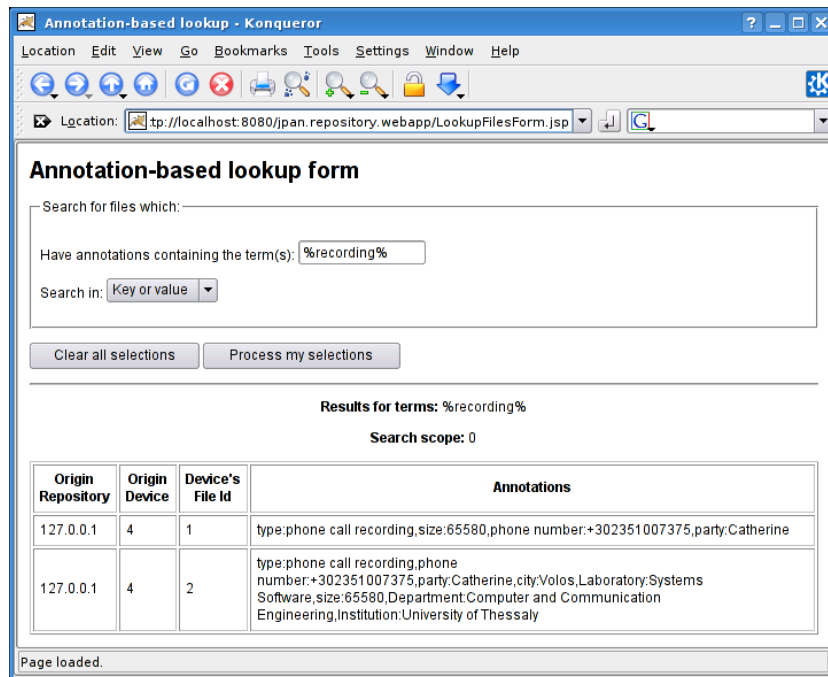 Annotation-based lookup - Konqueror
Location Edit View Go Bookmarks Tools Settings Window Help
Location: tp://localhost:8080/jpan.repository.webapp/LookupFilesForm.jsp
Annotation-based lookup form
Search for files which:
Have annotations containing the term(s): %recording%
Search in: Key or value
Clear all selections Process my selections
Results for terms: %recording%
Search scope: 0
Origin Repository Origin Device Device's File Id Annotations
127.0.0.1 4 1 type:phone call recording,size:65580,phone number:+302351007375,party:Catherine
127.0.0.1 4 2 type:phone call recording,phone
number:+302351007375,party:Catherine,city:Volos,Laboratory:Systems
Software,size:65580,Department:Computer and Communication
Engineering,Institution:University of Thessaly
Page loaded.